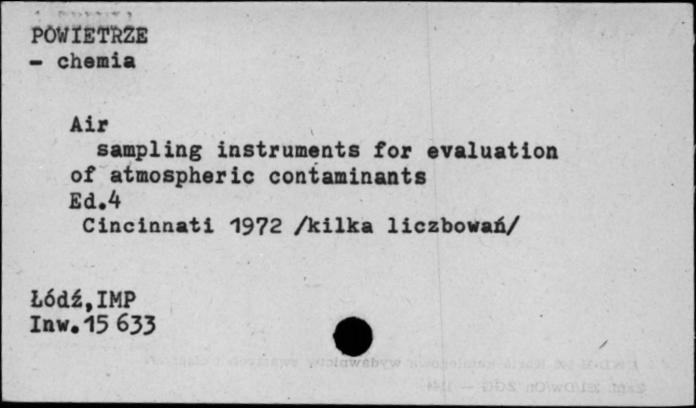 POWIETRZE
- chemia
Air
sampling instruments for evaluation
of atmospheric contaminants
Ed.4
Cincinnati 1972 /kilka liczbowań/
Łódź,IMP
Inw.15 633